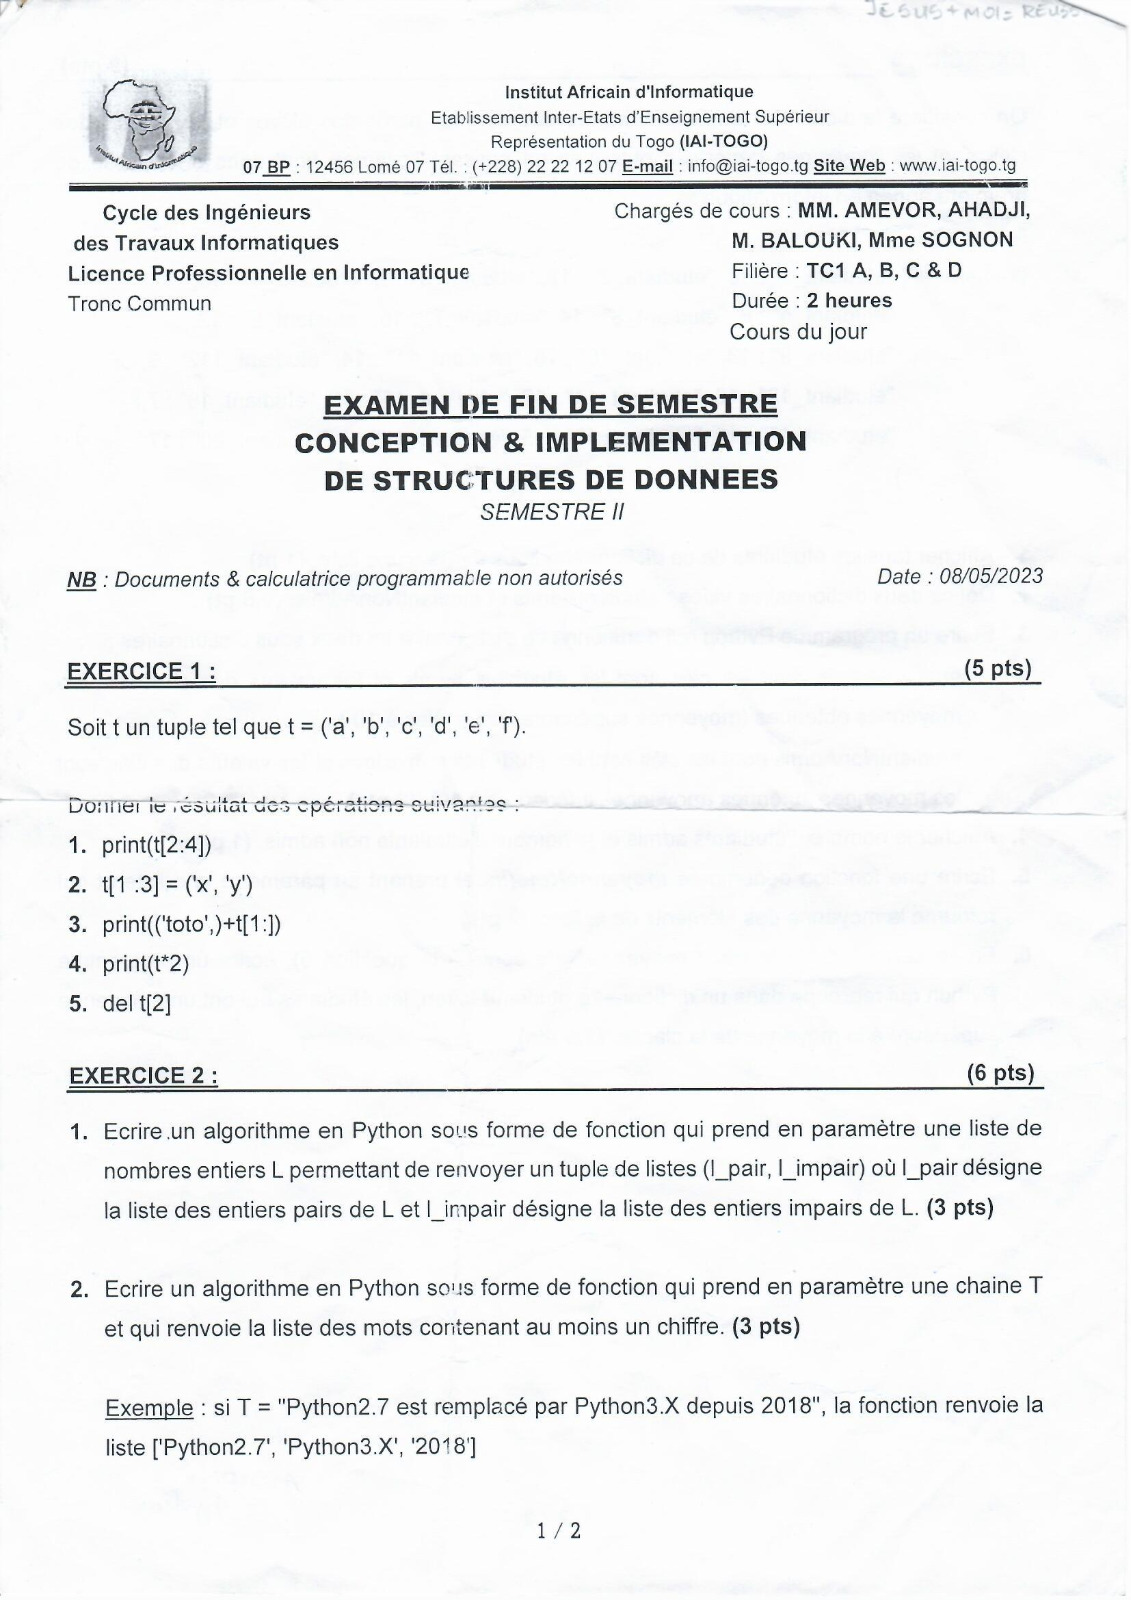 JESUS + MOI = REUSS
Institut Africain d'Informatique
Institut Africain d'Informatique
Etablissement Inter-Etats d'Enseignement Supérieur
Représentation du Togo (IAI-TOGO)
07 BP : 12456 Lomé 07 Tél. : (+228) 22 22 12 07 E-mail : info@iai-togo.tg Site Web : www.iai-togo.tg
Cycle des Ingénieurs
des Travaux Informatiques
Licence Professionnelle en Informatique
Tronc Commun
Chargés de cours : MM. AMEVOR, AHADJI,
M. BALOUKI, Mme SOGNON
Filière : TC1 A, B, C & D
Durée : 2 heures
Cours du jour
EXAMEN DE FIN DE SEMESTRE
CONCEPTION & IMPLEMENTATION
DE STRUCTURES DE DONNEES
SEMESTRE II
NB : Documents & calculatrice programmable non autorisés Date : 08/05/2023
EXERCICE 1 : (5 pts)
Soit t un tuple tel que t = ('a', 'b', 'c', 'd', 'e', 'f').
Donner le résultat des opérations suivantes :
1. print(t[2:4])
2. t[1 :3] = ('x', 'y')
3. print(('toto',)+t[1:])
4. print(t*2)
5. del t[2]
EXERCICE 2 : (6 pts)
1. Ecrire un algorithme en Python sous forme de fonction qui prend en paramètre une liste de
nombres entiers L permettant de renvoyer un tuple de listes (l_pair, l_impair) où l_pair désigne
la liste des entiers pairs de L et l_impair désigne la liste des entiers impairs de L. (3 pts)
2. Ecrire un algorithme en Python sous forme de fonction qui prend en paramètre une chaine T
et qui renvoie la liste des mots contenant au moins un chiffre. (3 pts)
Exemple : si T = "Python2.7 est remplacé par Python3.X depuis 2018", la fonction renvoie la
liste ['Python2.7', 'Python3.X', '2018']
1 / 2